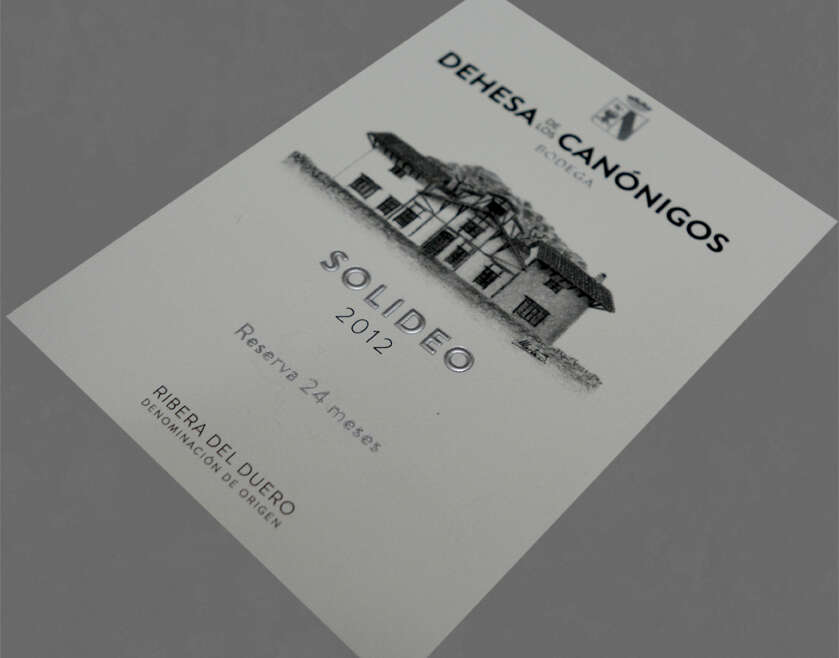 DEHESA DE LOS CANÓNIGOS
BODEGA
SOLIDEO
2012
Reserva 24 meses
RIBERA DEL DUERO
DENOMINACIÓN DE ORIGEN